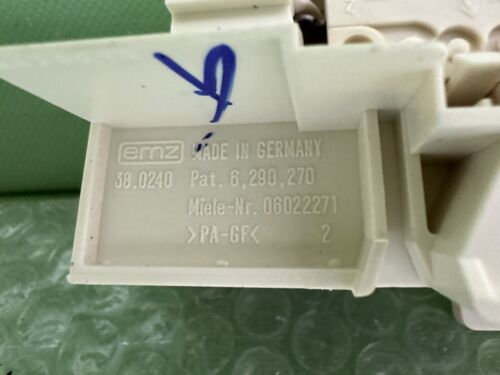 emz MADE IN GERMANY
38.0240 Pat. 6,290,270
Miele-Nr. 06022271
>PA-GF< 2